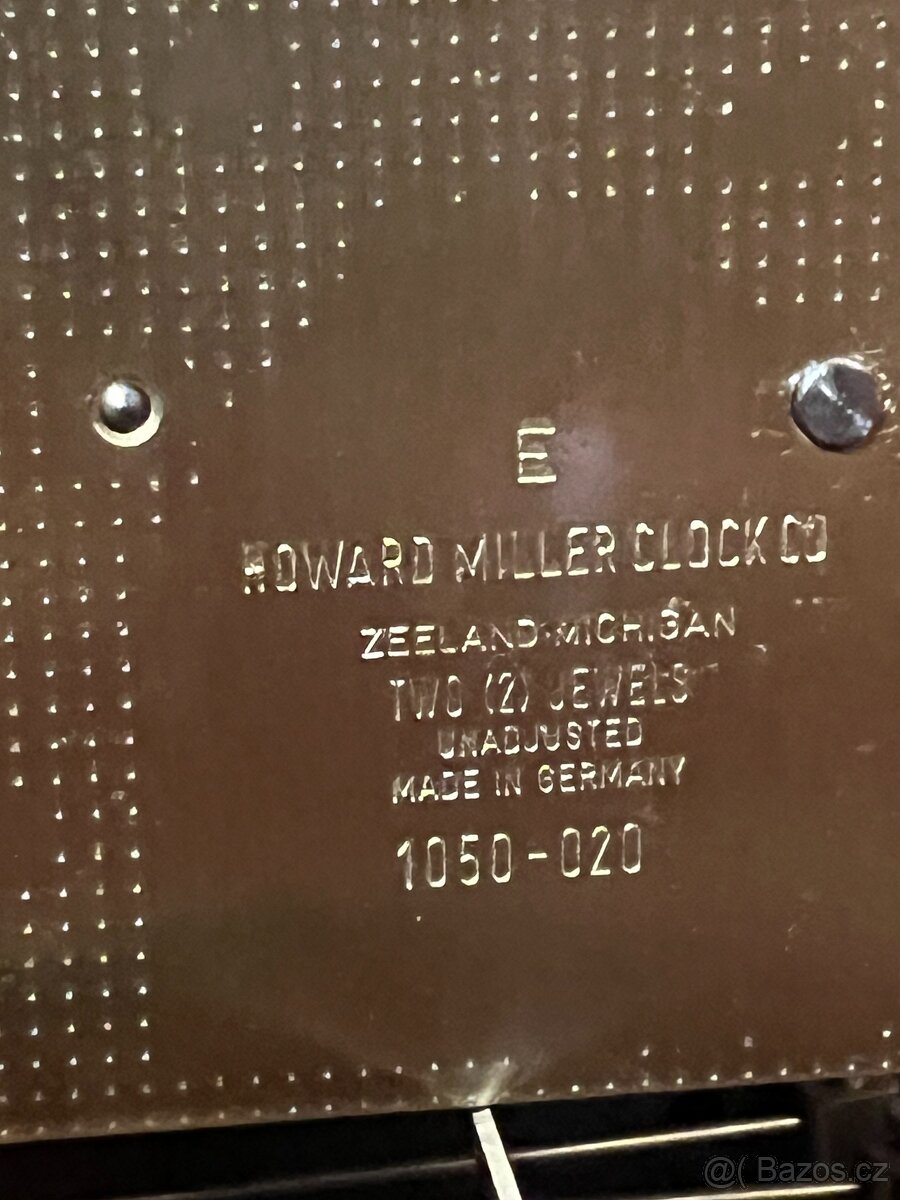 E
HOWARD MILLER CLOCK CO
ZEELAND MICHIGAN
TWO (2) JEWELS
UNADJUSTED
MADE IN GERMANY
1050-020
@( Bazos.cz